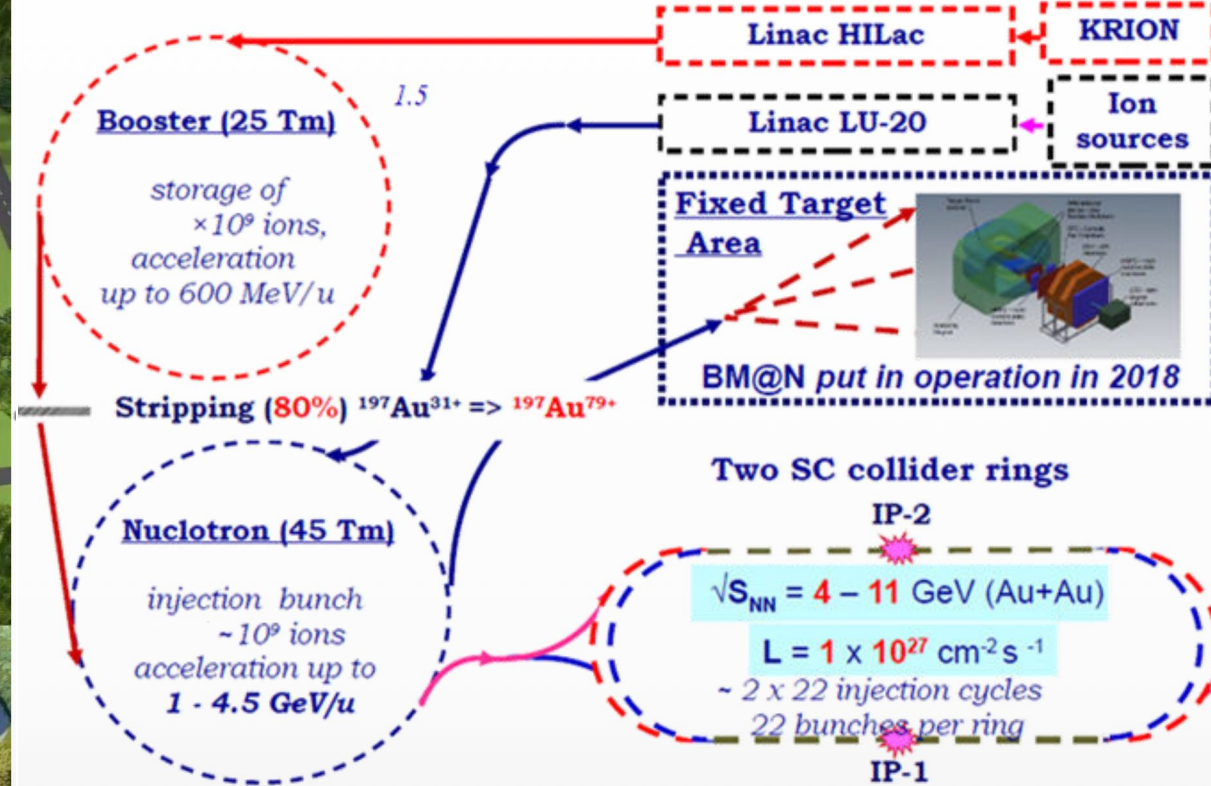 Linac HILac
KRION
1.5
Booster (25 Tm)
storage of
×10⁹ ions,
acceleration
up to 600 MeV/u
Linac LU-20
Ion
sources
Fixed Target
Area
BM@N put in operation in 2018
Stripping (80%) ¹⁹⁷Au³¹⁺ => ¹⁹⁷Au⁷⁹⁺
Nuclotron (45 Tm)
injection bunch
~10⁹ ions
acceleration up to
1 - 4.5 GeV/u
Two SC collider rings
IP-2
√S_NN = 4 – 11 GeV (Au+Au)
L = 1 x 10²⁷ cm⁻² s ⁻¹
~ 2 x 22 injection cycles
22 bunches per ring
IP-1